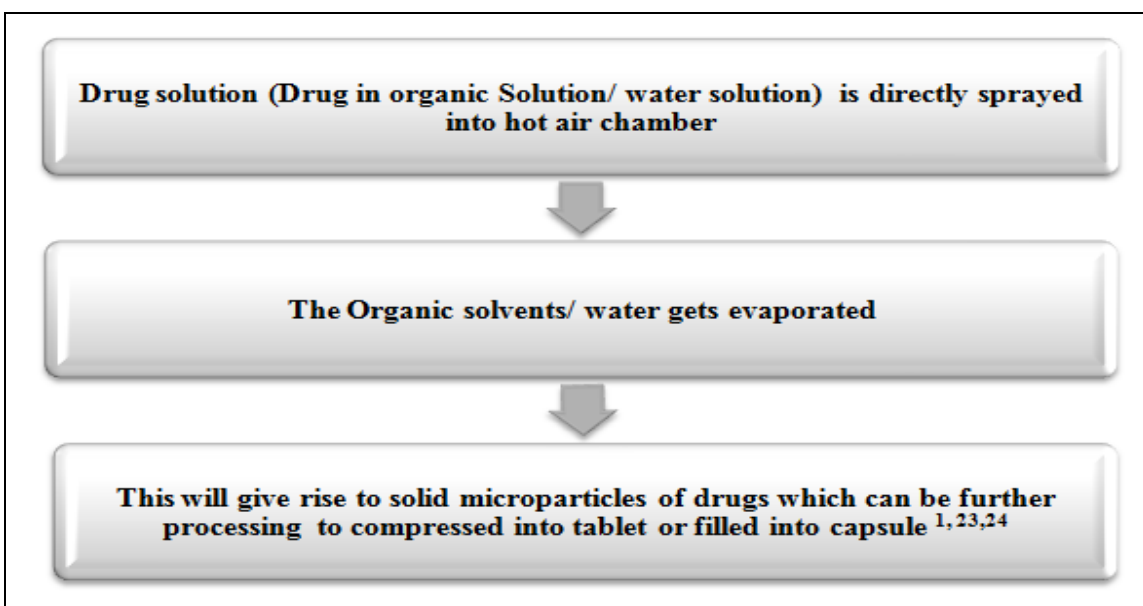 Drug solution (Drug in organic Solution/ water solution) is directly sprayed
into hot air chamber
The Organic solvents/ water gets evaporated
This will give rise to solid microparticles of drugs which can be further
processing to compressed into tablet or filled into capsule 1,23,24